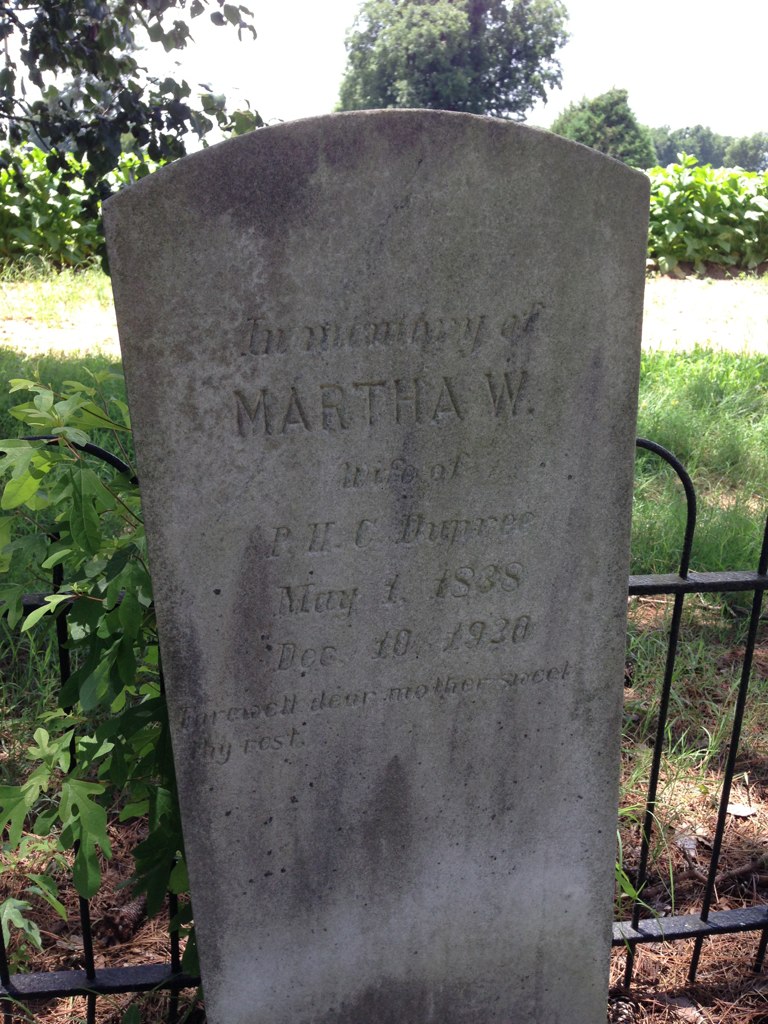 In memory of
MARTHA W.
Wife of
P. H. C. Dupree
May 1, 1838
Dec. 10, 1920
Farewell dear mother sweet
thy rest.